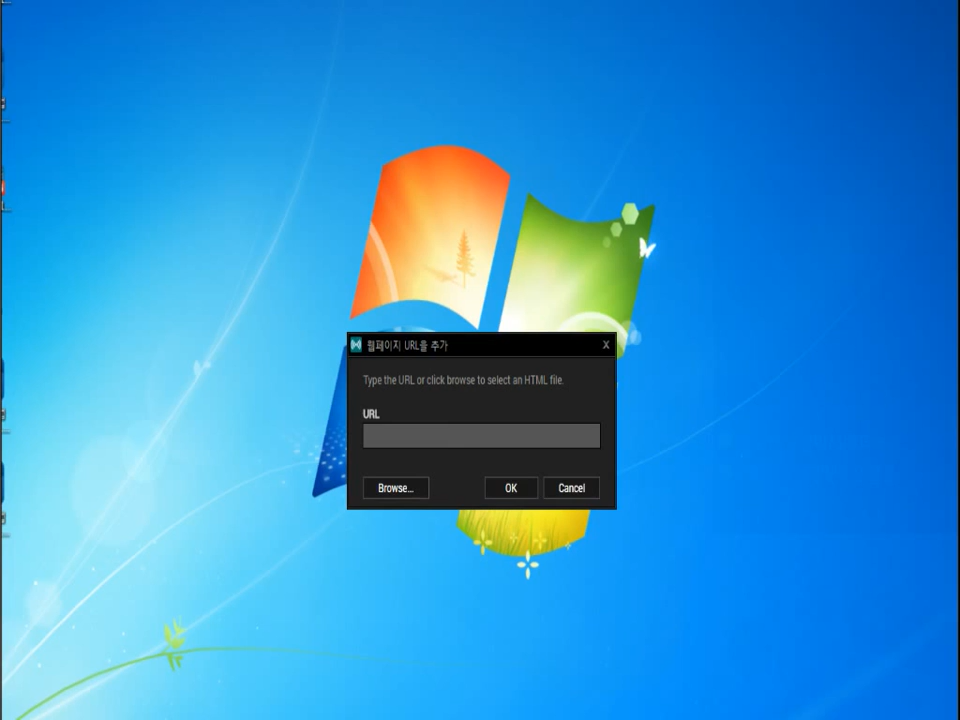 웹페이지 URL을 추가
X
Type the URL or click browse to select an HTML file.
URL
Browse...
OK
Cancel